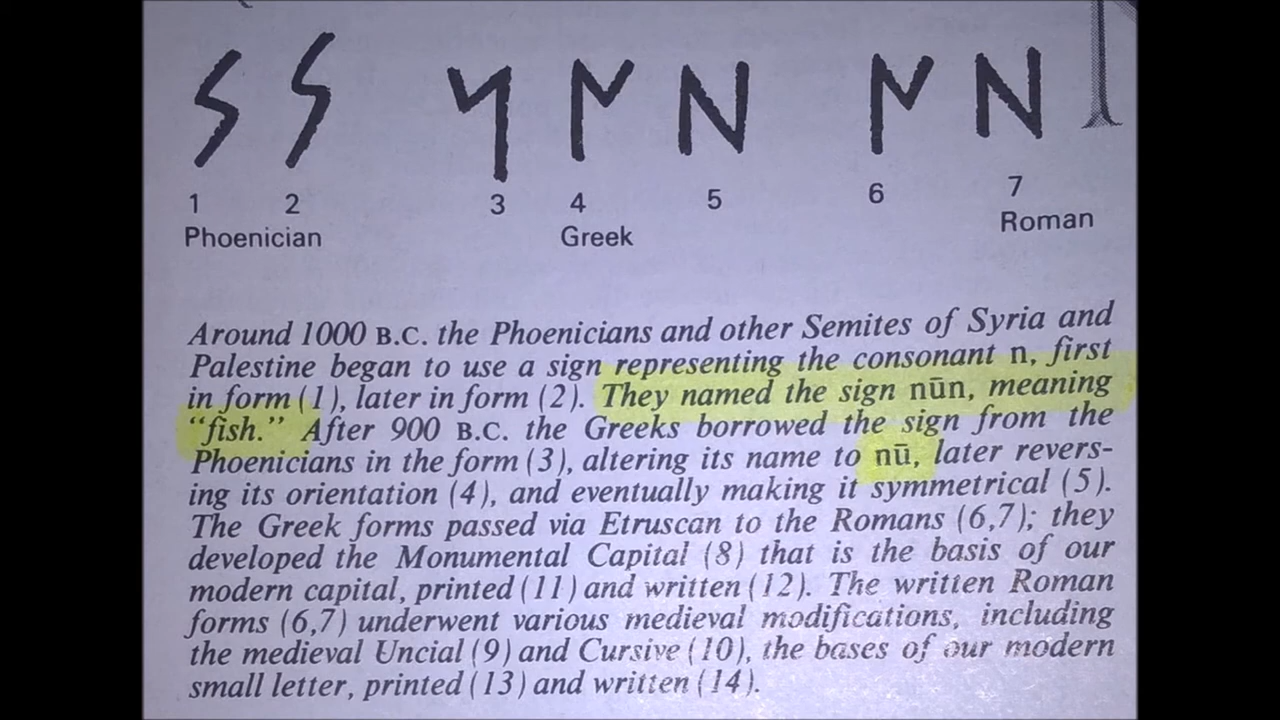 1 2 3 4 5 6 7
Phoenician Greek Roman
Around 1000 B.C. the Phoenicians and other Semites of Syria and
Palestine began to use a sign representing the consonant n, first
in form (1), later in form (2). They named the sign nūn, meaning
“fish.” After 900 B.C. the Greeks borrowed the sign from the
Phoenicians in the form (3), altering its name to nū, later revers-
ing its orientation (4), and eventually making it symmetrical (5).
The Greek forms passed via Etruscan to the Romans (6,7); they
developed the Monumental Capital (8) that is the basis of our
modern capital, printed (11) and written (12). The written Roman
forms (6,7) underwent various medieval modifications, including
the medieval Uncial (9) and Cursive (10), the bases of our modern
small letter, printed (13) and written (14).